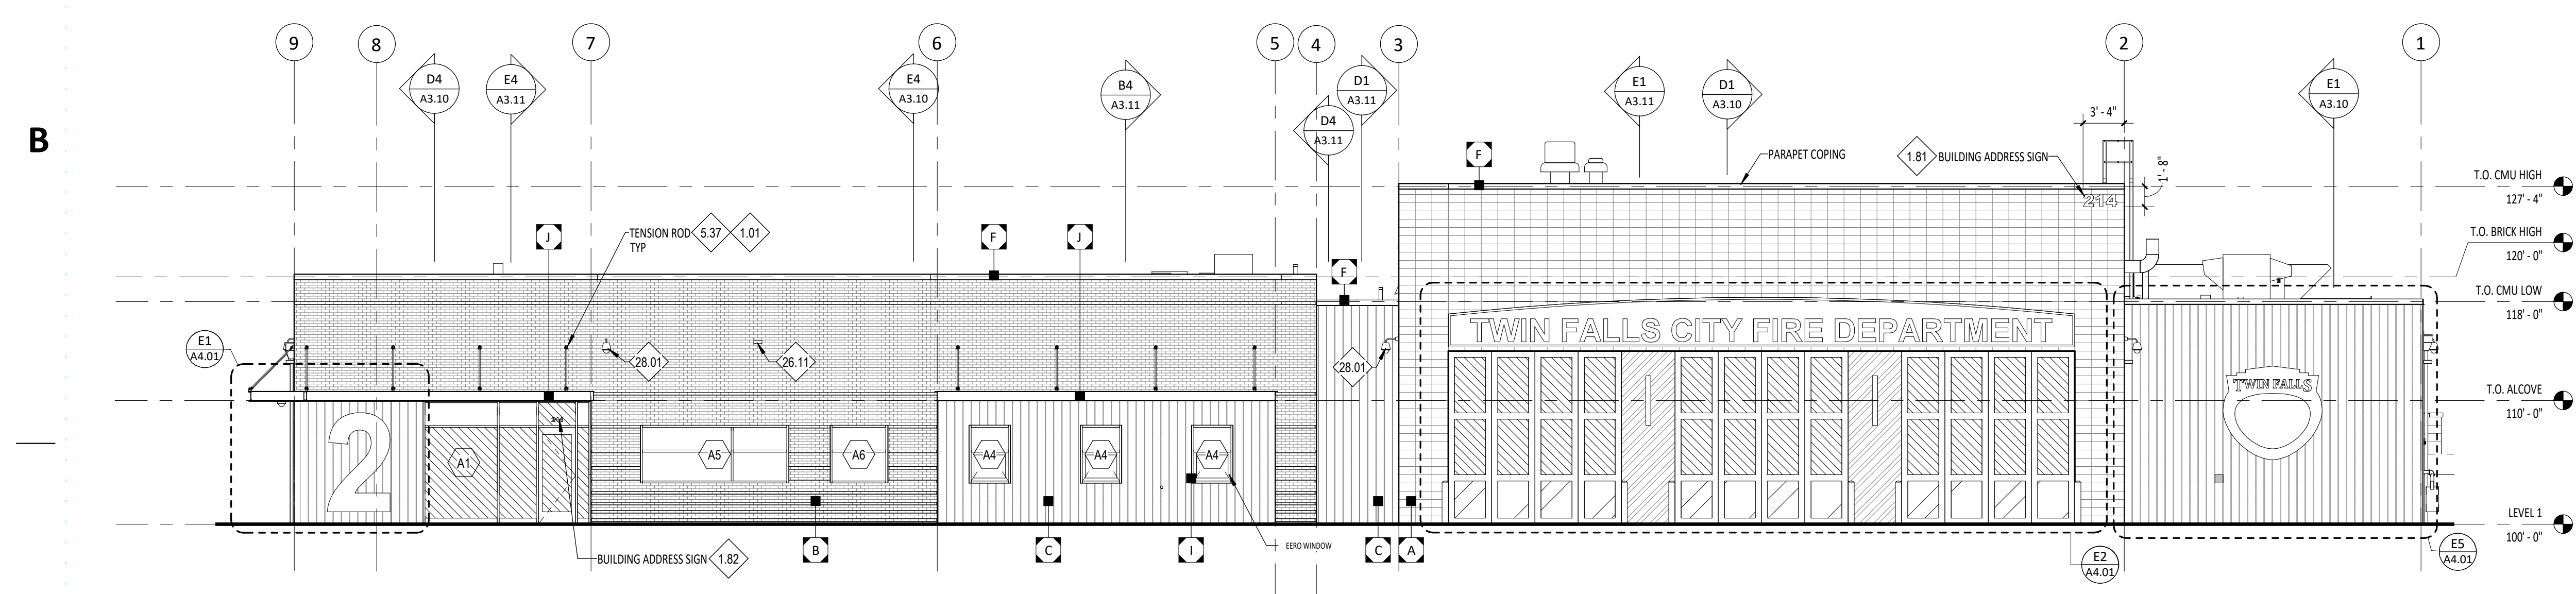 9
8
7
6
5
4
3
2
1
D4
A3.10
E4
A3.11
E4
A3.10
B4
A3.11
D4
A3.11
D1
A3.11
E1
A3.11
D1
A3.10
E1
A3.10
B
3' - 4"
1' - 8"
F
PARAPET COPING
1.81 BUILDING ADDRESS SIGN
214
T.O. CMU HIGH
127' - 4"
T.O. BRICK HIGH
120' - 0"
T.O. CMU LOW
118' - 0"
T.O. ALCOVE
110' - 0"
LEVEL 1
100' - 0"
J
TENSION ROD 5.37 1.01
TYP
F
J
F
E1
A4.01
28.01
26.11
28.01
TWIN FALLS CITY FIRE DEPARTMENT
TWIN FALLS
2
A1
A5
A6
A4
A4
A4
BUILDING ADDRESS SIGN 1.82
B
C
I
EERO WINDOW
C
A
E2
A4.01
E5
A4.01